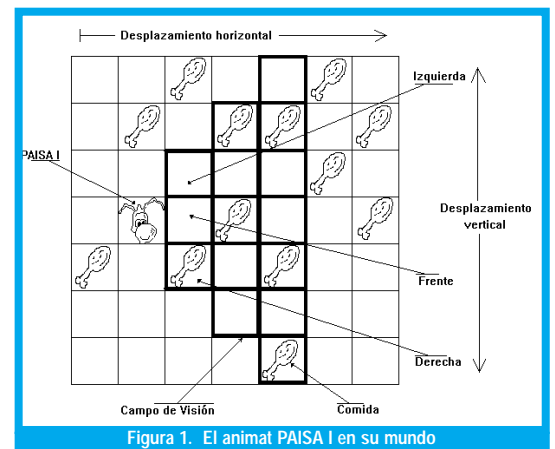 Desplazamiento horizontal
Izquierda
PAISA I
Desplazamiento
vertical
Frente
Derecha
Campo de Visión
Comida
Figura 1. El animat PAISA I en su mundo